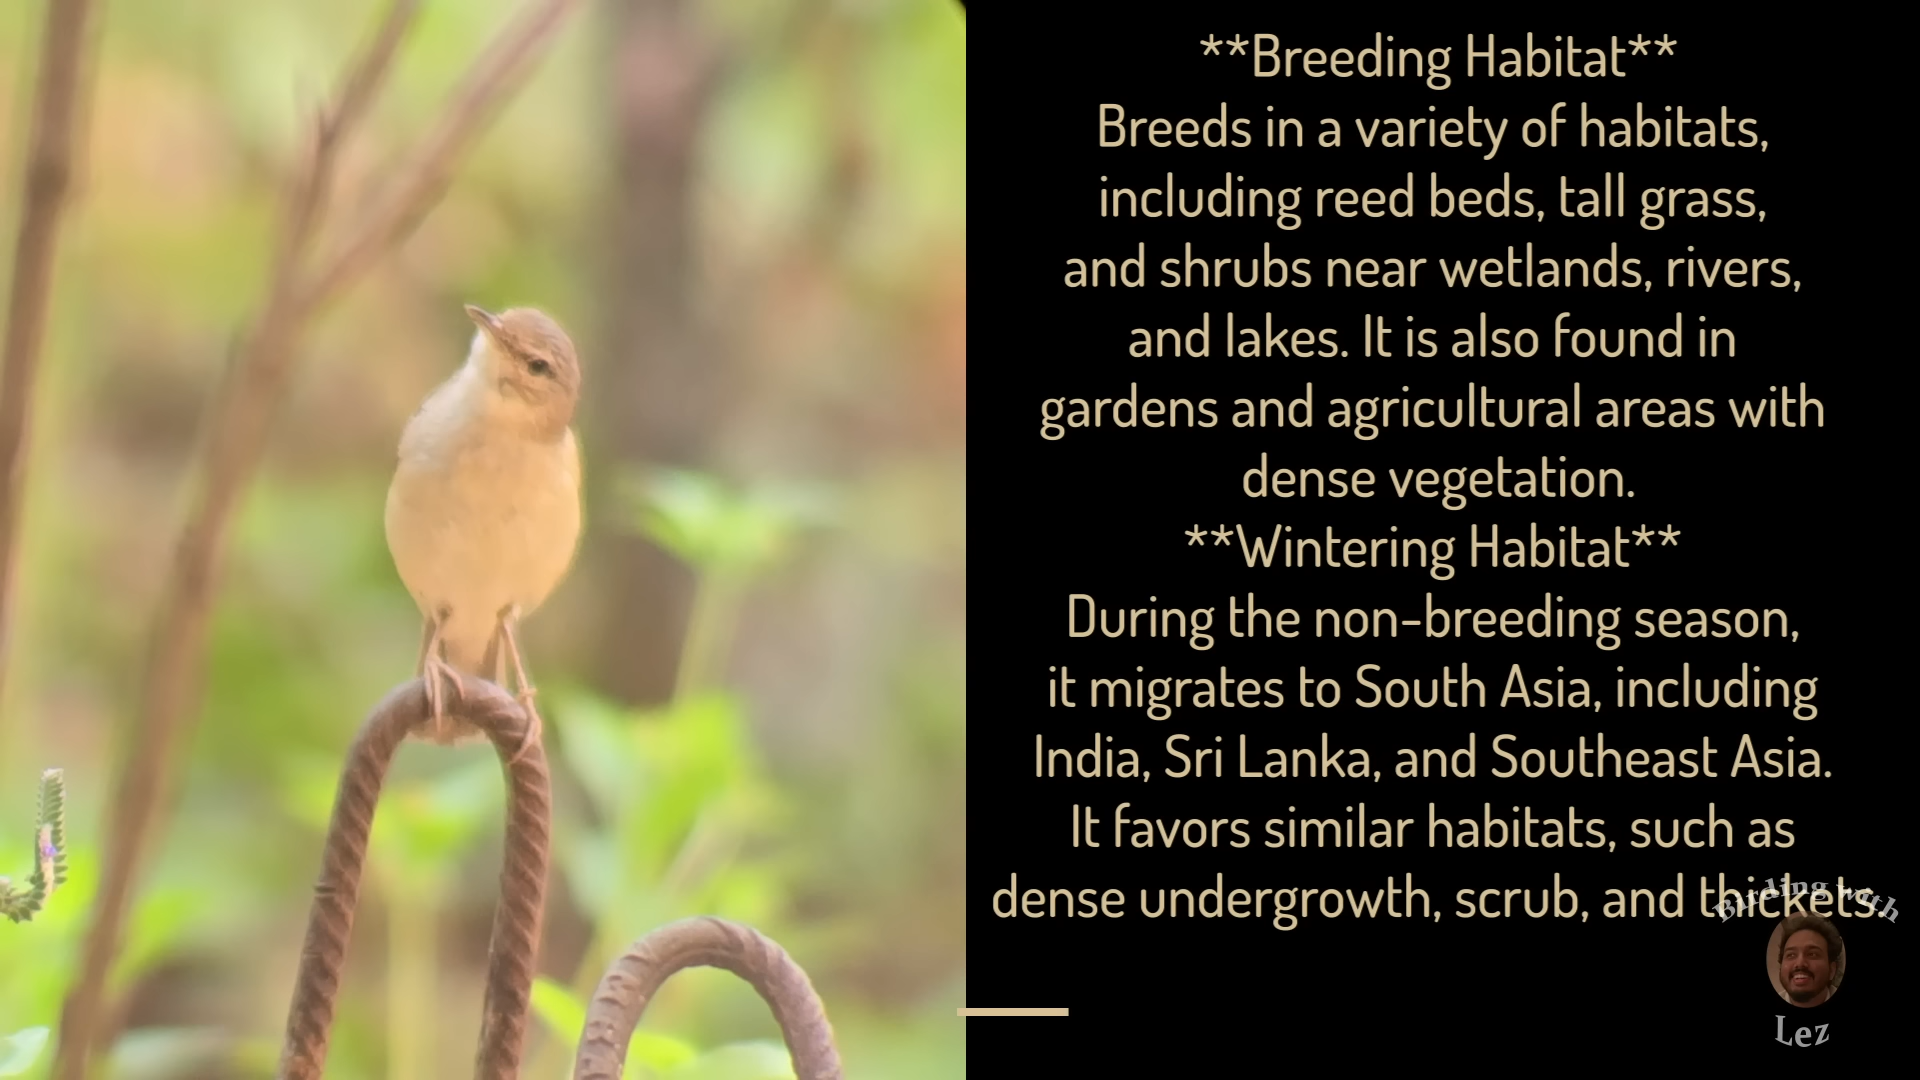 **Breeding Habitat**
Breeds in a variety of habitats,
including reed beds, tall grass,
and shrubs near wetlands, rivers,
and lakes. It is also found in
gardens and agricultural areas with
dense vegetation.
**Wintering Habitat**
During the non-breeding season,
it migrates to South Asia, including
India, Sri Lanka, and Southeast Asia.
It favors similar habitats, such as
dense undergrowth, scrub, and thickets.
Birding with
Lez